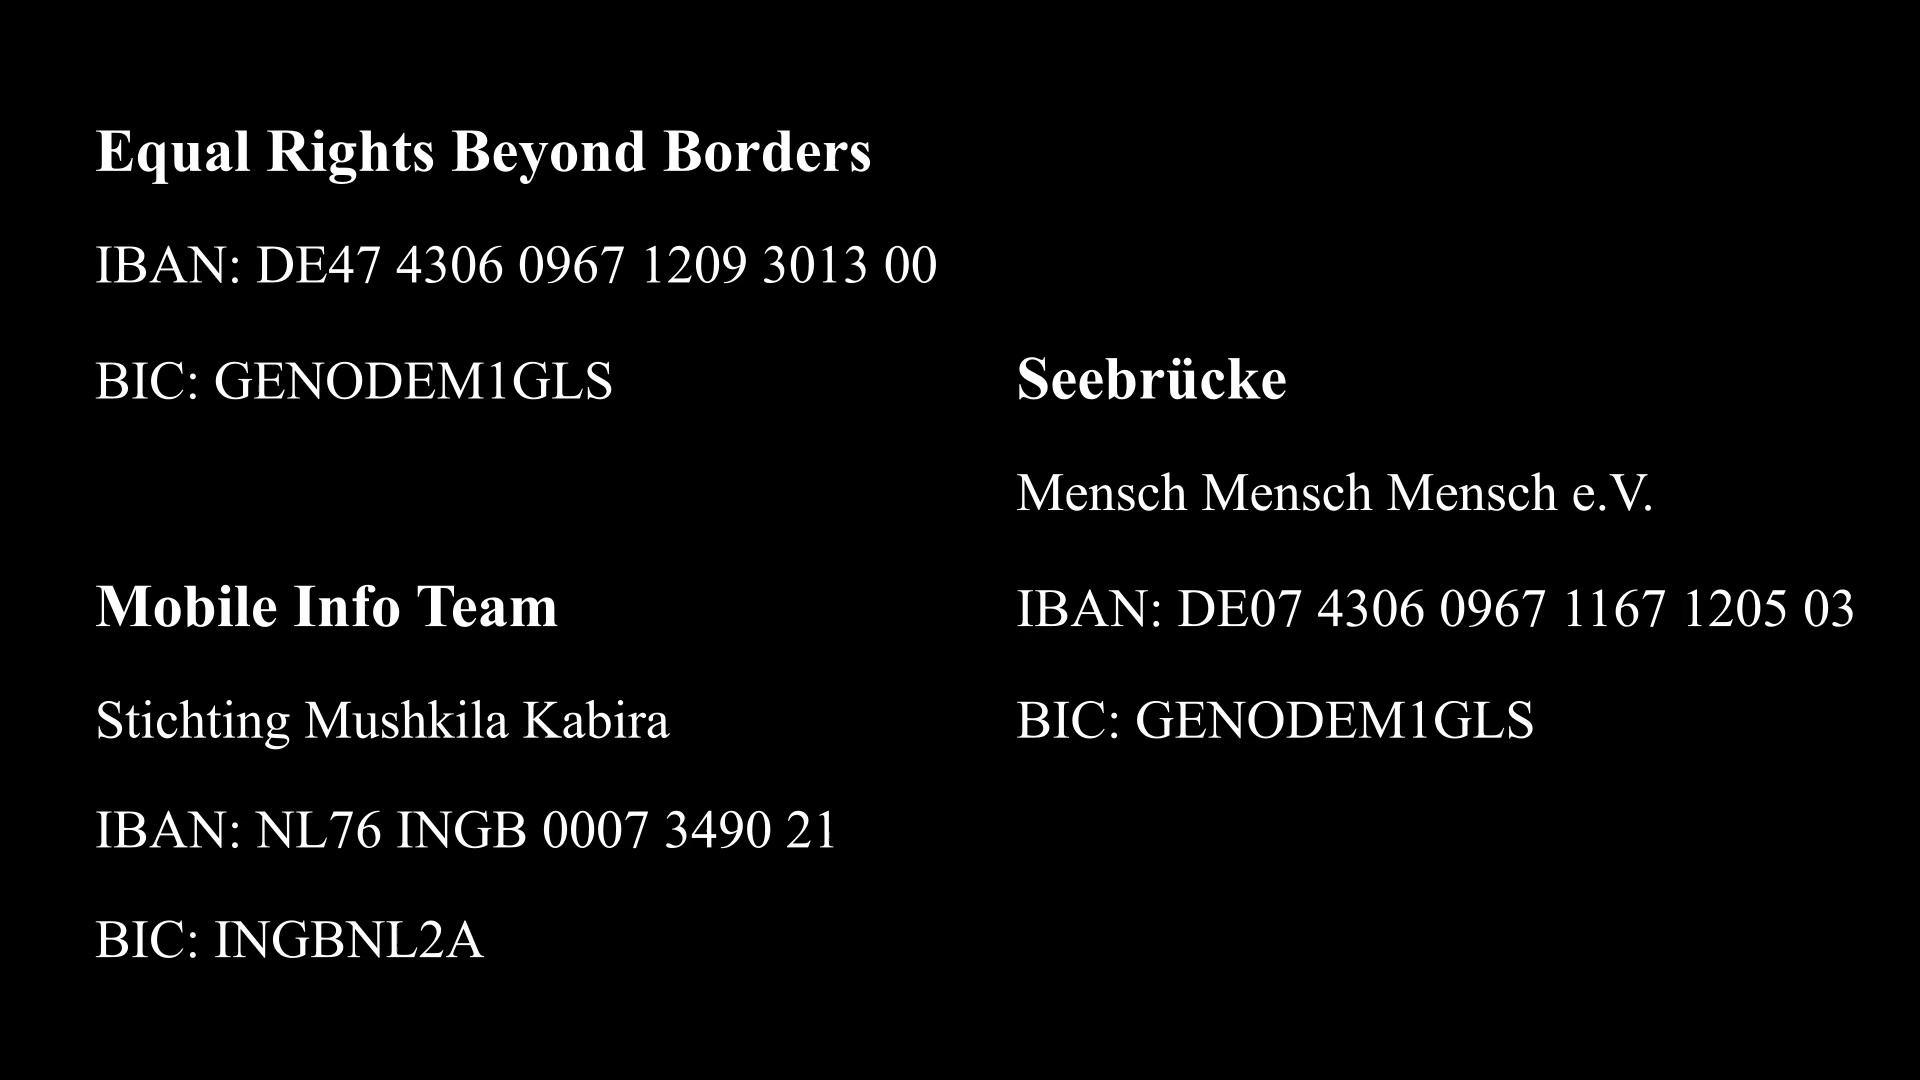 Equal Rights Beyond Borders
IBAN: DE47 4306 0967 1209 3013 00
BIC: GENODEM1GLS
Mobile Info Team
Stichting Mushkila Kabira
IBAN: NL76 INGB 0007 3490 21
BIC: INGBNL2A
Seebrücke
Mensch Mensch Mensch e.V.
IBAN: DE07 4306 0967 1167 1205 03
BIC: GENODEM1GLS